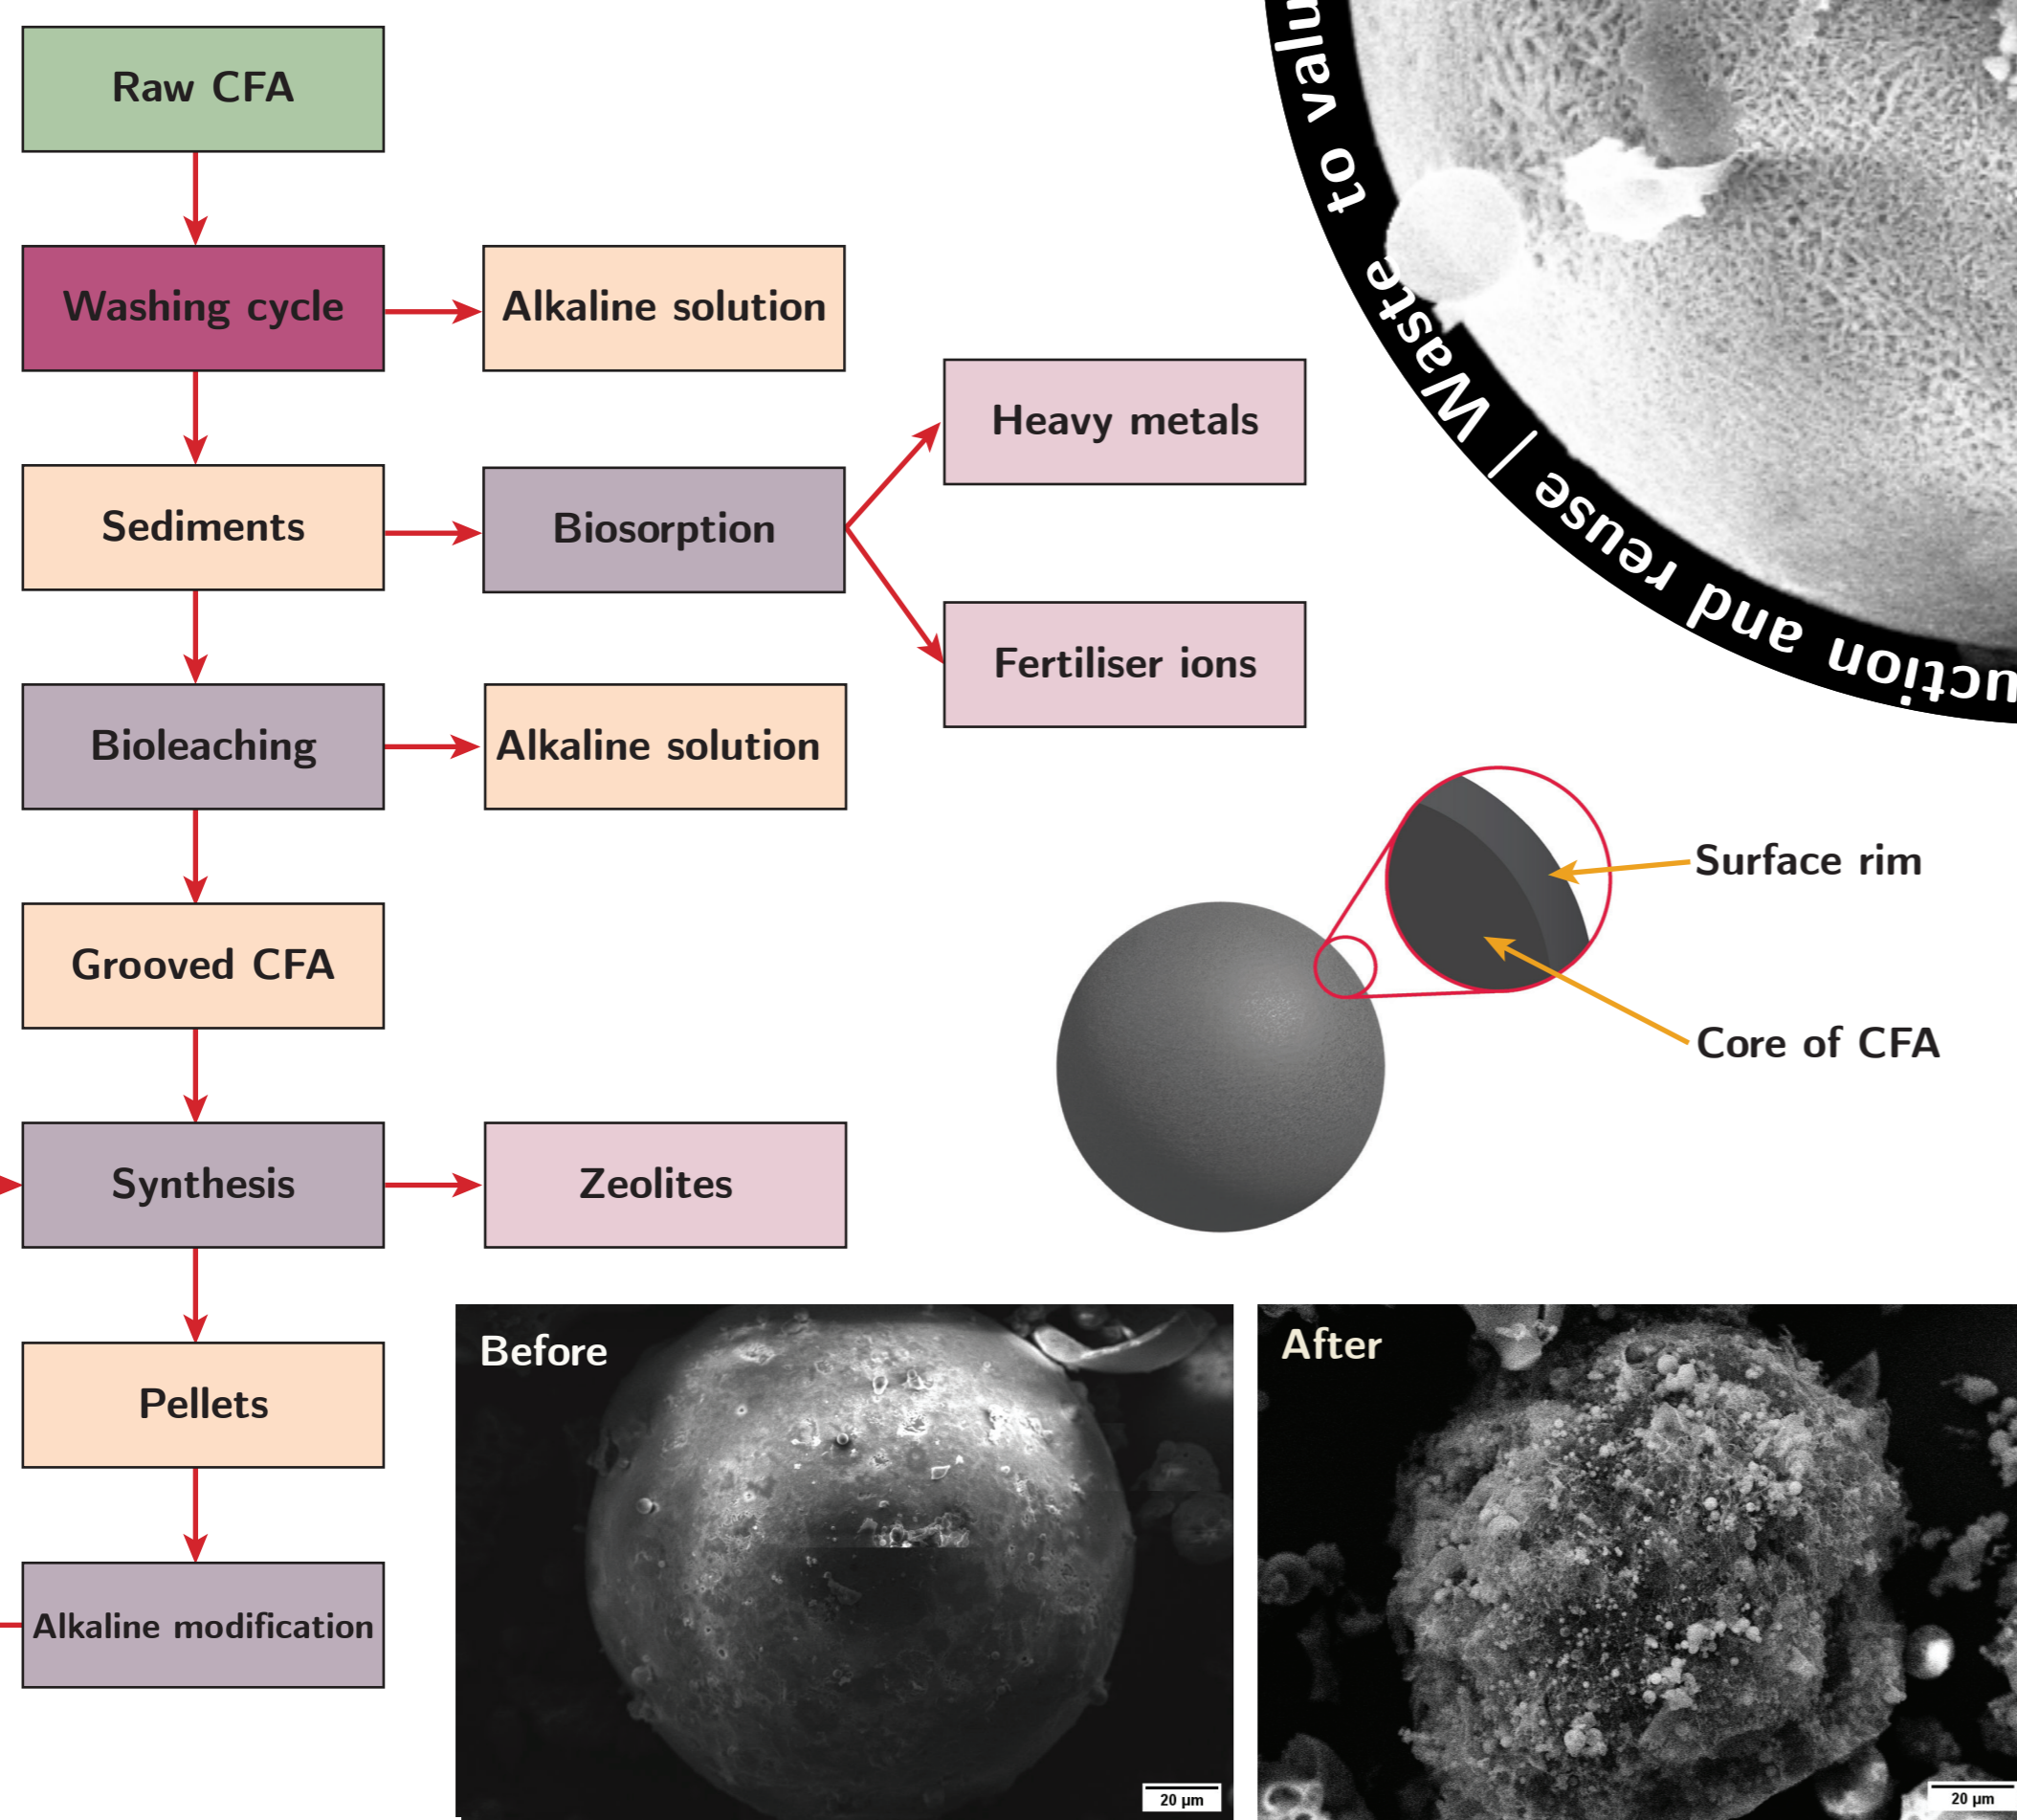 Raw CFA
Washing cycle
Alkaline solution
Heavy metals
Sediments
Biosorption
Fertiliser ions
Bioleaching
Alkaline solution
Grooved CFA
Synthesis
Zeolites
Pellets
Alkaline modification
uction and reuse | Waste to valu
Surface rim
Core of CFA
Before
20 µm
After
20 µm